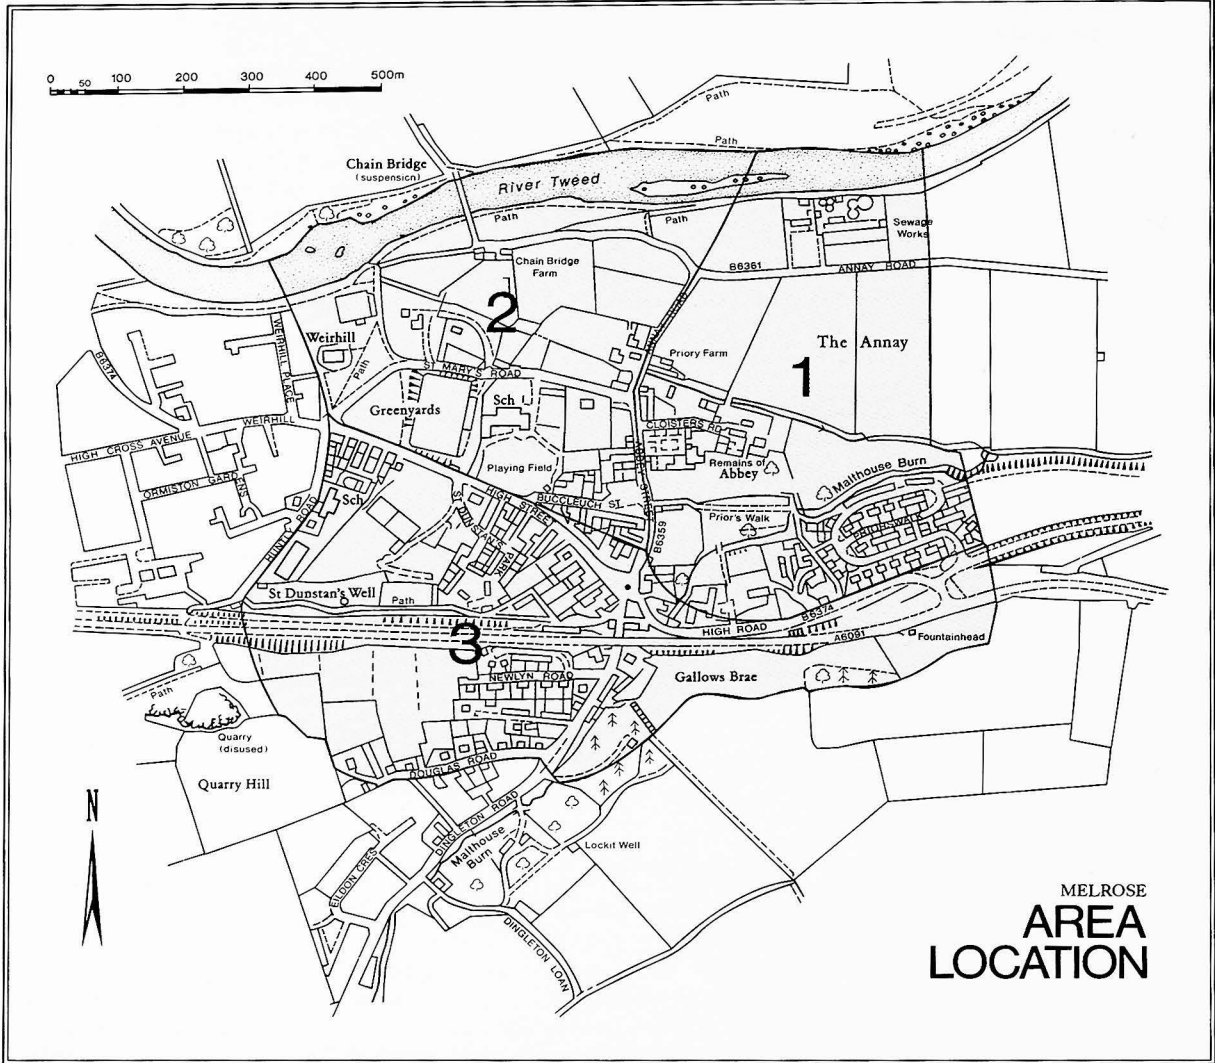 0 50 100 200 300 400 500m
Path
Path
Chain Bridge
(suspension)
River Tweed
Path
Path
Sewage
Works
Chain Bridge
Farm
B6361
ANNAY ROAD
2
Weirhill
WEIRHILL PLACE
B6374
Path
Priory Farm
The Annay
1
ST MARY'S ROAD
Greenyards
Sch
CLOISTERS RD
WEIRHILL
HIGH CROSS AVENUE
Playing Field
Remains of
Abbey
ABBEY STREET
Malthouse Burn
ORMISTON GARDENS
Sch
HIGH STREET
BUCCLEUCH ST
ST DUNSTAN'S PARK
Prior's Walk
PRIORSWALK
B6359
HUNTLY ROAD
St Dunstan's Well
Path
B6374
HIGH ROAD
A6091
Fountainhead
3
NEWLYN ROAD
Gallows Brae
Path
Quarry
(disused)
DOUGLAS ROAD
Quarry Hill
DINGLETON ROAD
N
Malthouse
Burn
Lockit Well
EILDON CRES
DINGLETON LOAN
MELROSE
AREA
LOCATION